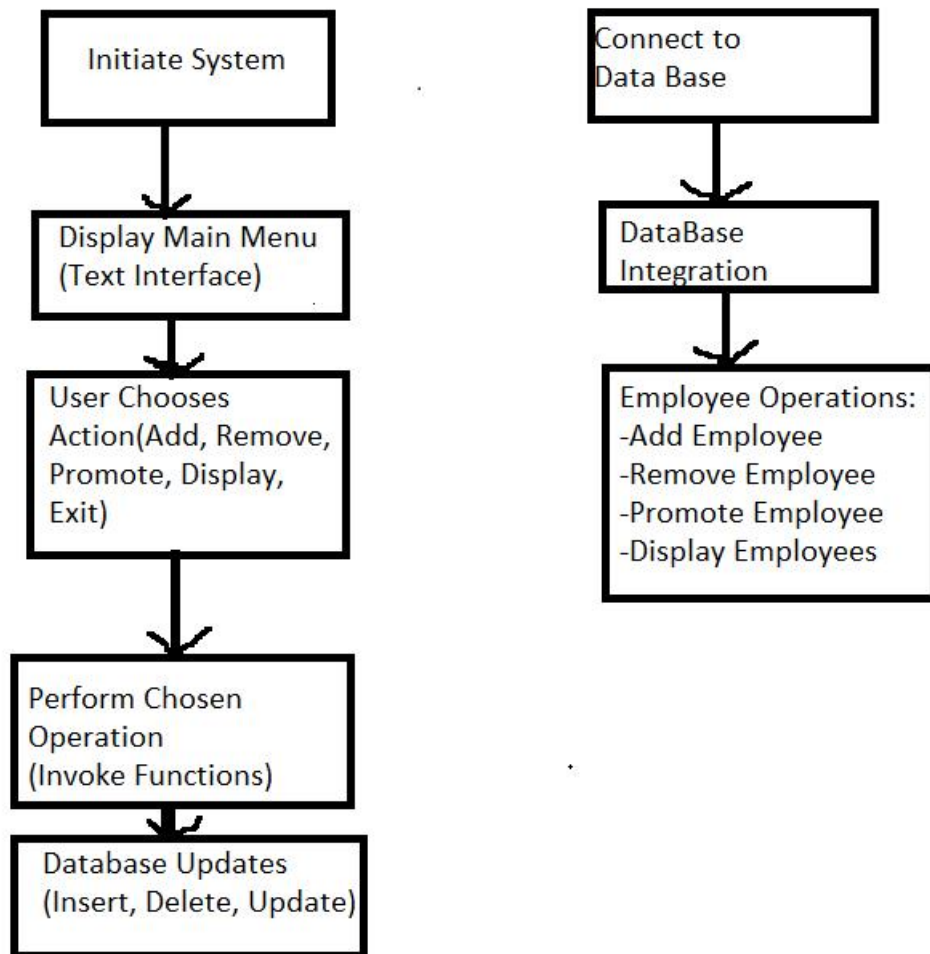 Initiate System
Display Main Menu
(Text Interface)
User Chooses
Action(Add, Remove,
Promote, Display,
Exit)
Perform Chosen
Operation
(Invoke Functions)
Database Updates
(Insert, Delete, Update)
Connect to
Data Base
DataBase
Integration
Employee Operations:
-Add Employee
-Remove Employee
-Promote Employee
-Display Employees